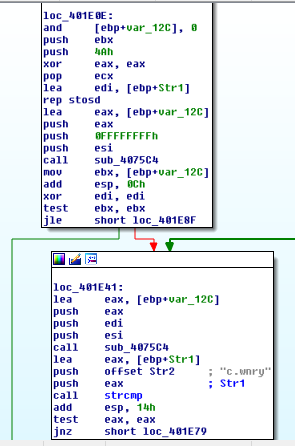 loc_401E0E:
and     [ebp+var_12C], 0
push    ebx
push    4Ah
xor     eax, eax
pop     ecx
lea     edi, [ebp+Str1]
rep stosd
lea     eax, [ebp+var_12C]
push    eax
push    0FFFFFFFFh
push    esi
call    sub_4075C4
mov     ebx, [ebp+var_12C]
add     esp, 0Ch
xor     edi, edi
test    ebx, ebx
jle     short loc_401E8F
loc_401E41:
lea     eax, [ebp+var_12C]
push    eax
push    edi
push    esi
call    sub_4075C4
lea     eax, [ebp+Str1]
push    offset Str2     ; "c.wnry"
push    eax             ; Str1
call    strcmp
add     esp, 14h
test    eax, eax
jnz     short loc_401E79